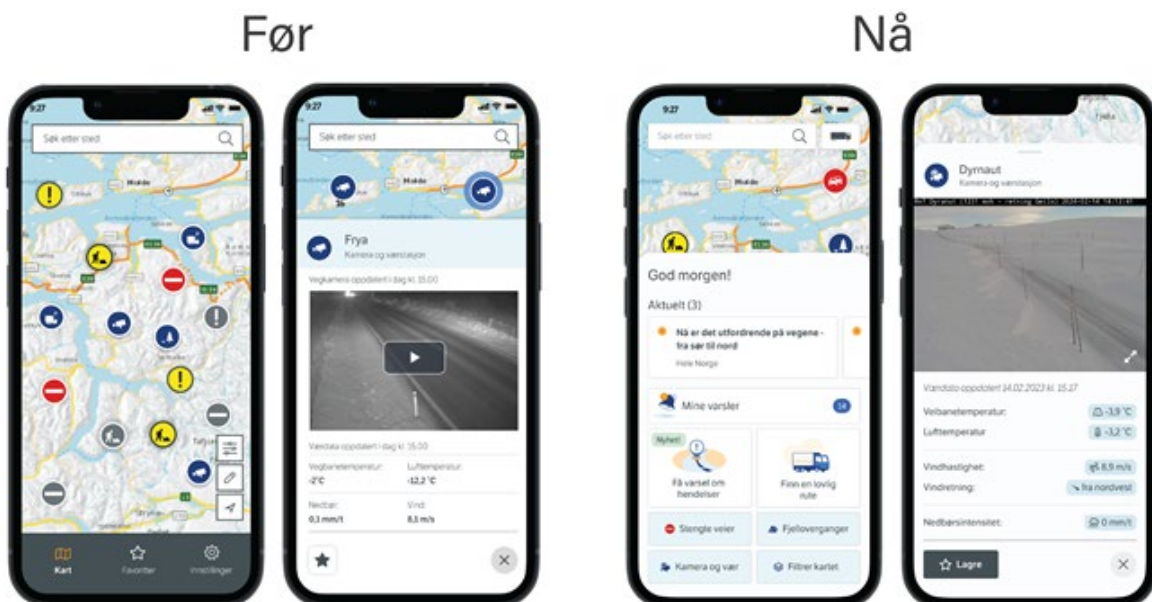 Før
Nå
9:27
Søk etter sted
Molde
Kart
Favoritter
Innstillinger
9:27
Søk etter sted
Molde
Frya
Kamera og værstasjon
Vegkamera oppdatert i dag kl. 15.00
Værdata oppdatert i dag kl. 15.00
Vegbanetemperatur:
Lufttemperatur:
-2°C
-12,2 °C
Nedbør:
Vind:
0,3 mm/t
8,1 m/s
9:27
Søk etter sted
Molde
God morgen!
Aktuelt (3)
Nå er det utfordrende på vegene -
fra sør til nord
Hele Norge
Mine varsler
14
Nyhet!
Få varsel om
hendelser
Finn en lovlig
rute
Stengte veier
Fjelloverganger
Kamera og vær
Filtrer kartet
Dyrnaut
Kamera og værstasjon
Værdata oppdatert 14.02.2023 kl. 15.17
Veibanetemperatur:
-3,9 °C
Lufttemperatur
-3,2 °C
Vindhastighet:
8,9 m/s
Vindretning:
fra nordvest
Nedbørsintensitet:
0 mm/t
Lagre